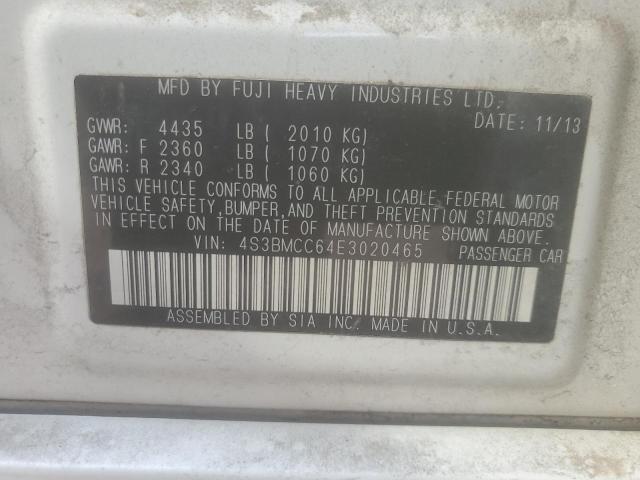 MFD BY FUJI HEAVY INDUSTRIES LTD.
DATE: 11/13
GVWR: 4435 LB ( 2010 KG)
GAWR: F 2360 LB ( 1070 KG)
GAWR: R 2340 LB ( 1060 KG)
THIS VEHICLE CONFORMS TO ALL APPLICABLE FEDERAL MOTOR
VEHICLE SAFETY,BUMPER,AND THEFT PREVENTION STANDARDS
IN EFFECT ON THE DATE OF MANUFACTURE SHOWN ABOVE.
VIN: 4S3BMCC64E3020465 PASSENGER CAR
ASSEMBLED BY SIA INC. MADE IN U.S.A.